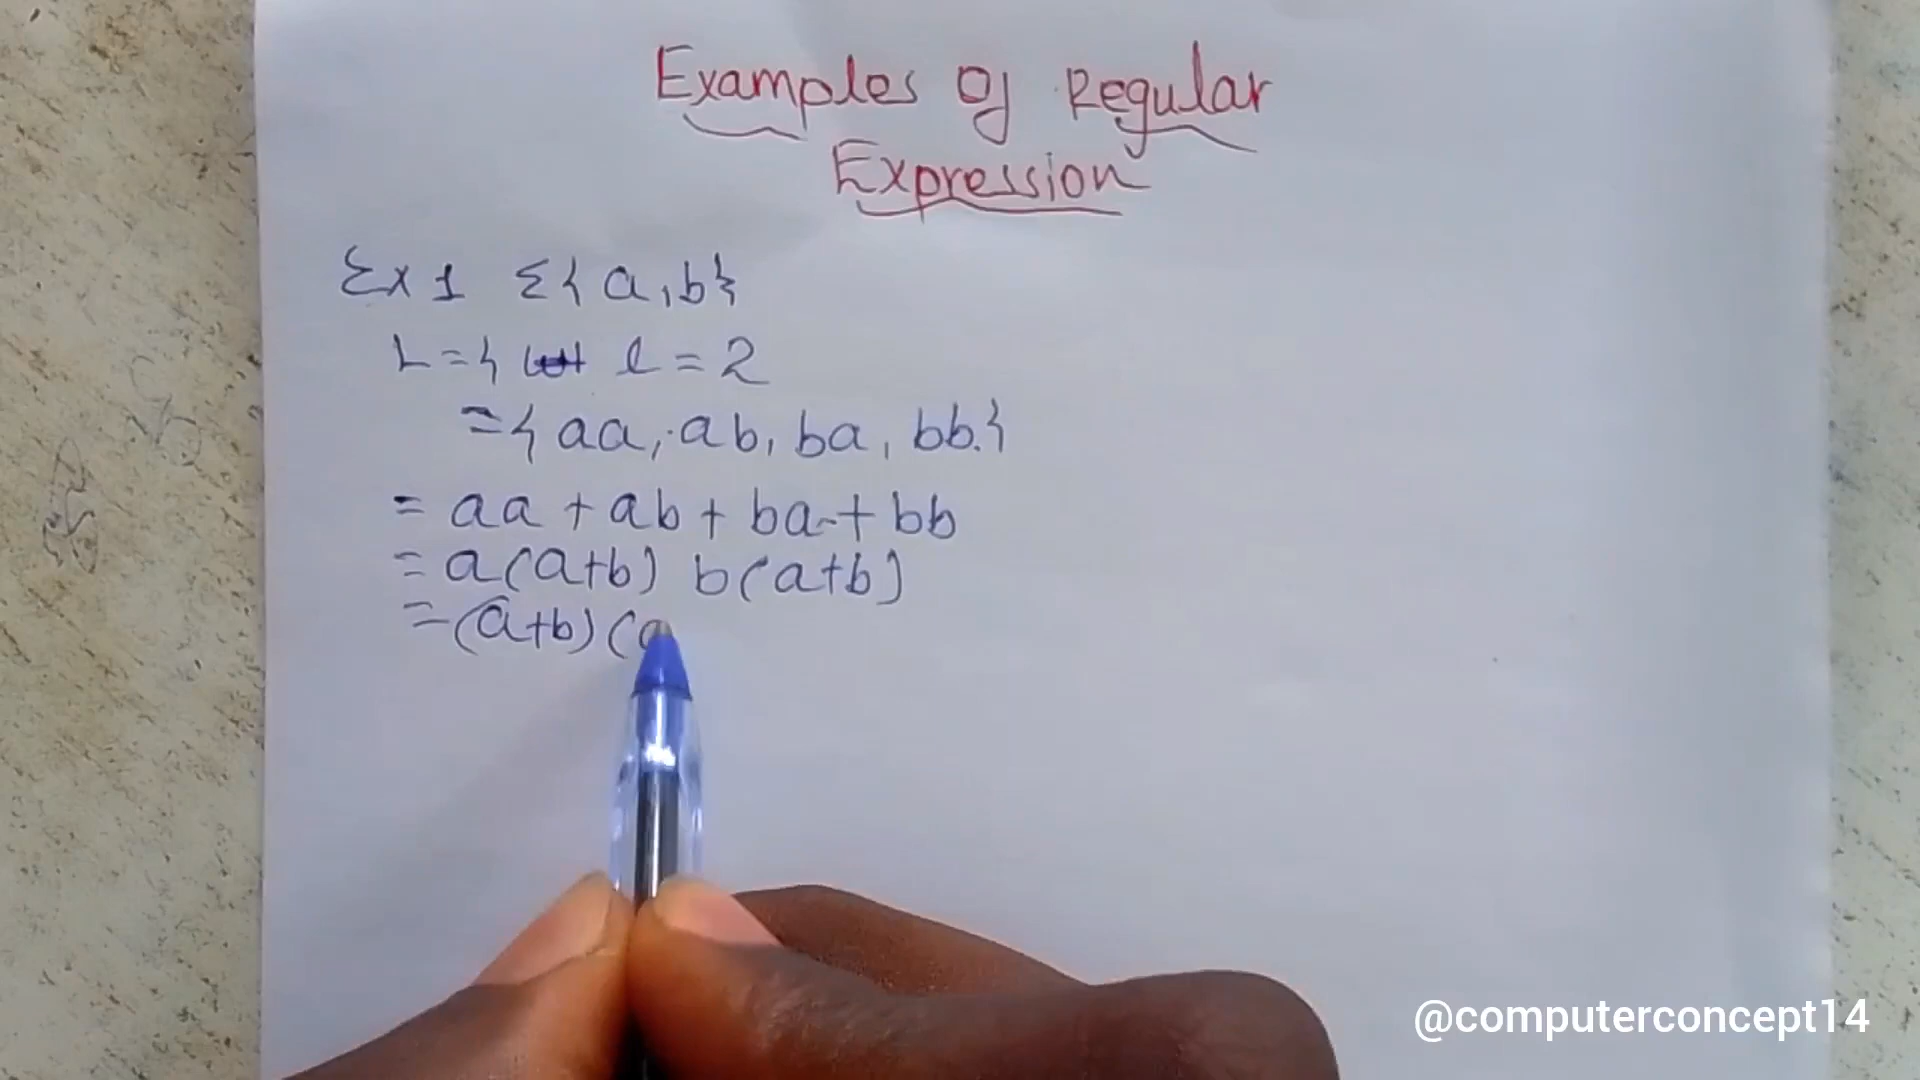 Examples Of Regular
Expression
Ex 1 Σ{ a, b}
L = { l = 2
= { aa, ab, ba, bb. }
= aa + ab + ba + bb
= a(a+b) b(a+b)
= (a+b) (a
@computerconcept14